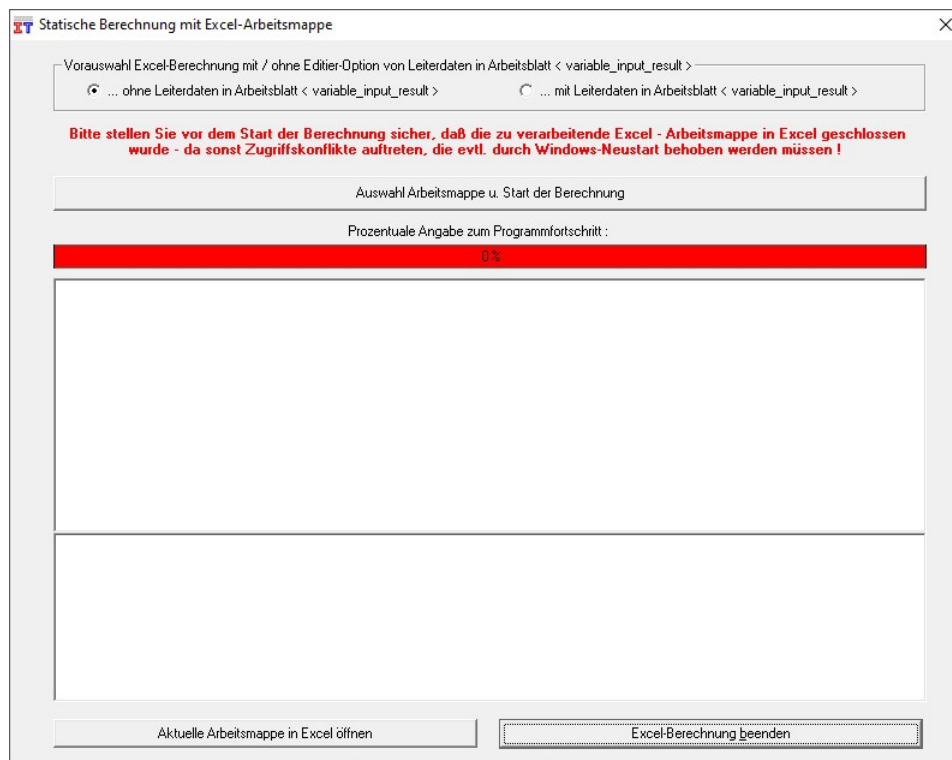 IT Statische Berechnung mit Excel-Arbeitsmappe
Vorauswahl Excel-Berechnung mit / ohne Editier-Option von Leiterdaten in Arbeitsblatt < variable_input_result >
... ohne Leiterdaten in Arbeitsblatt < variable_input_result > ... mit Leiterdaten in Arbeitsblatt < variable_input_result >
Bitte stellen Sie vor dem Start der Berechnung sicher, daß die zu verarbeitende Excel - Arbeitsmappe in Excel geschlossen
wurde - da sonst Zugriffskonflikte auftreten, die evtl. durch Windows-Neustart behoben werden müssen !
Auswahl Arbeitsmappe u. Start der Berechnung
Prozentuale Angabe zum Programmfortschritt :
0%
Aktuelle Arbeitsmappe in Excel öffnen Excel-Berechnung beenden